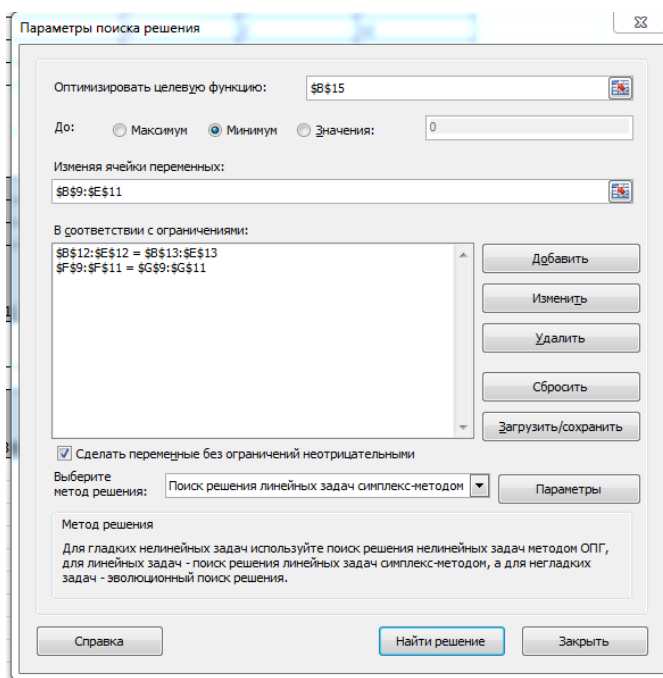 Параметры поиска решения
Оптимизировать целевую функцию: $B$15
До: Максимум Минимум Значения: 0
Изменяя ячейки переменных:
$B$9:$E$11
В соответствии с ограничениями:
$B$12:$E$12 = $B$13:$E$13
$F$9:$F$11 = $G$9:$G$11
Добавить
Изменить
Удалить
Сбросить
Загрузить/сохранить
Сделать переменные без ограничений неотрицательными
Выберите
метод решения: Поиск решения линейных задач симплекс-методом Параметры
Метод решения
Для гладких нелинейных задач используйте поиск решения нелинейных задач методом ОПГ,
для линейных задач - поиск решения линейных задач симплекс-методом, а для негладких
задач - эволюционный поиск решения.
Справка Найти решение Закрыть